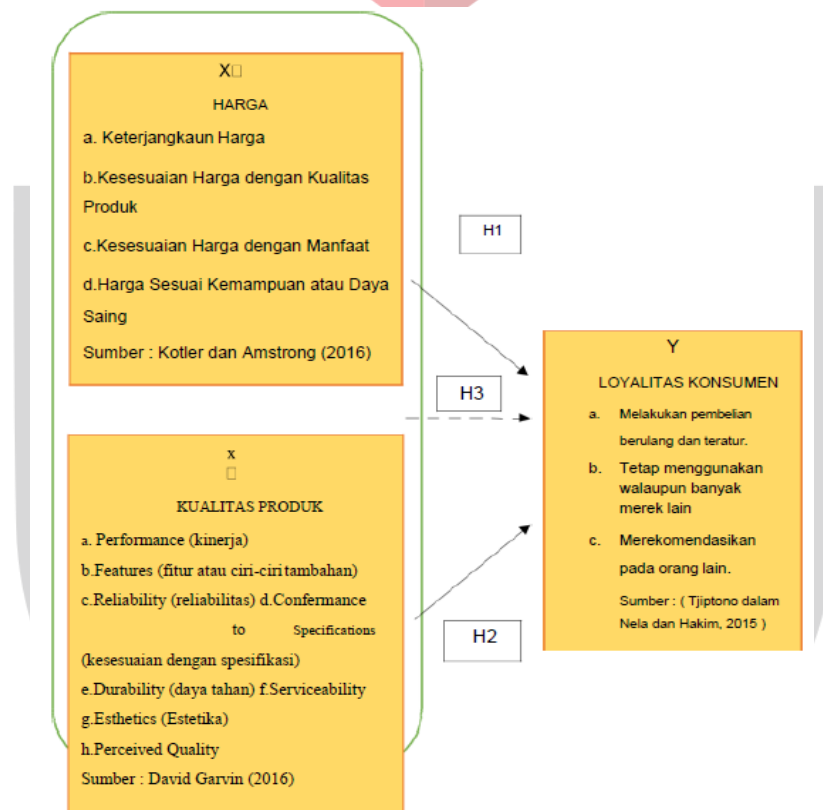 X□
HARGA
a. Keterjangkaun Harga
b.Kesesuaian Harga dengan Kualitas
Produk
c.Kesesuaian Harga dengan Manfaat
d.Harga Sesuai Kemampuan atau Daya
Saing
Sumber : Kotler dan Amstrong (2016)
x
□
KUALITAS PRODUK
a. Performance (kinerja)
b.Features (fitur atau ciri-ciri tambahan)
c.Reliability (reliabilitas) d.Confermance
to Specifications
(kesesuaian dengan spesifikasi)
e.Durability (daya tahan) f.Serviceability
g.Esthetics (Estetika)
h.Perceived Quality
Sumber : David Garvin (2016)
H1
H3
H2
Y
LOYALITAS KONSUMEN
a. Melakukan pembelian
berulang dan teratur.
b. Tetap menggunakan
walaupun banyak
merek lain
c. Merekomendasikan
pada orang lain.
Sumber : ( Tjiptono dalam
Nela dan Hakim, 2015 )